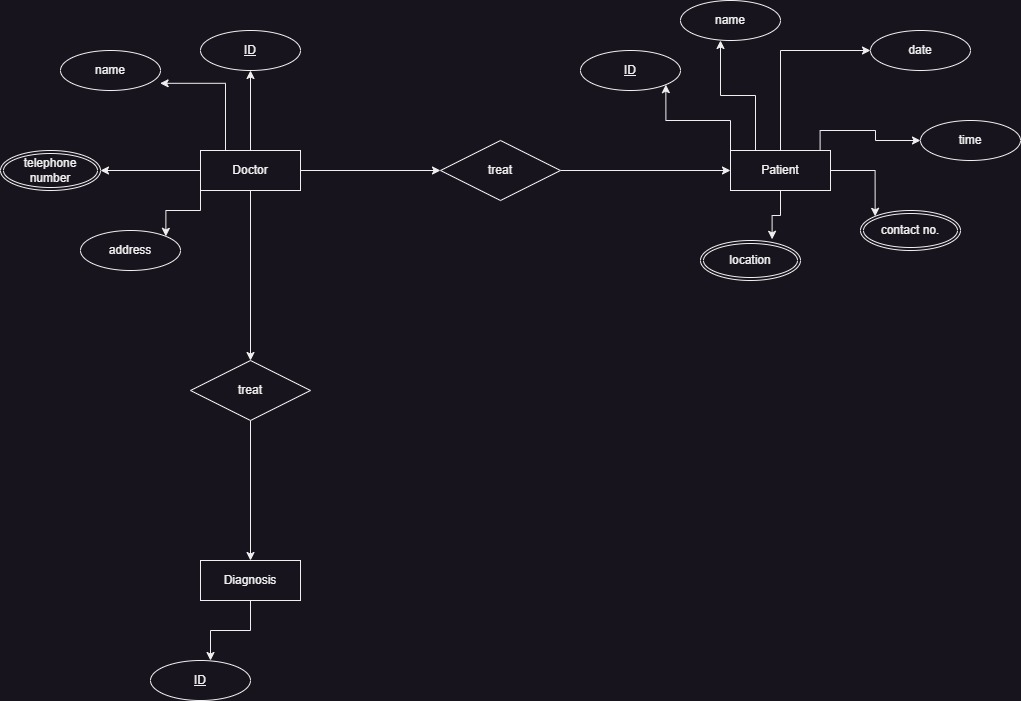 name
ID
name
date
ID
time
telephone
number
Doctor
treat
Patient
contact no.
address
location
treat
Diagnosis
ID